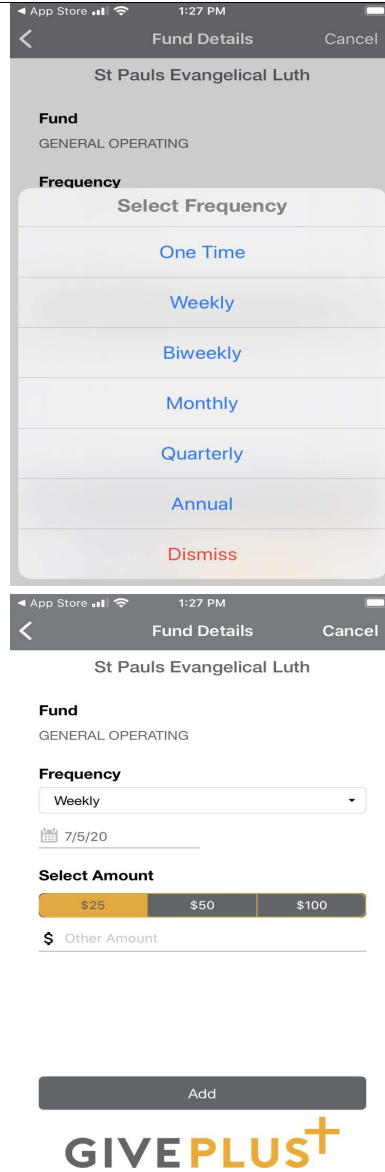 App Store 1:27 PM
Fund Details Cancel
St Pauls Evangelical Luth
Fund
GENERAL OPERATING
Frequency
Select Frequency
One Time
Weekly
Biweekly
Monthly
Quarterly
Annual
Dismiss
App Store 1:27 PM
Fund Details Cancel
St Pauls Evangelical Luth
Fund
GENERAL OPERATING
Frequency
Weekly
7/5/20
Select Amount
$25 $50 $100
$ Other Amount
Add
GIVEPLUS+